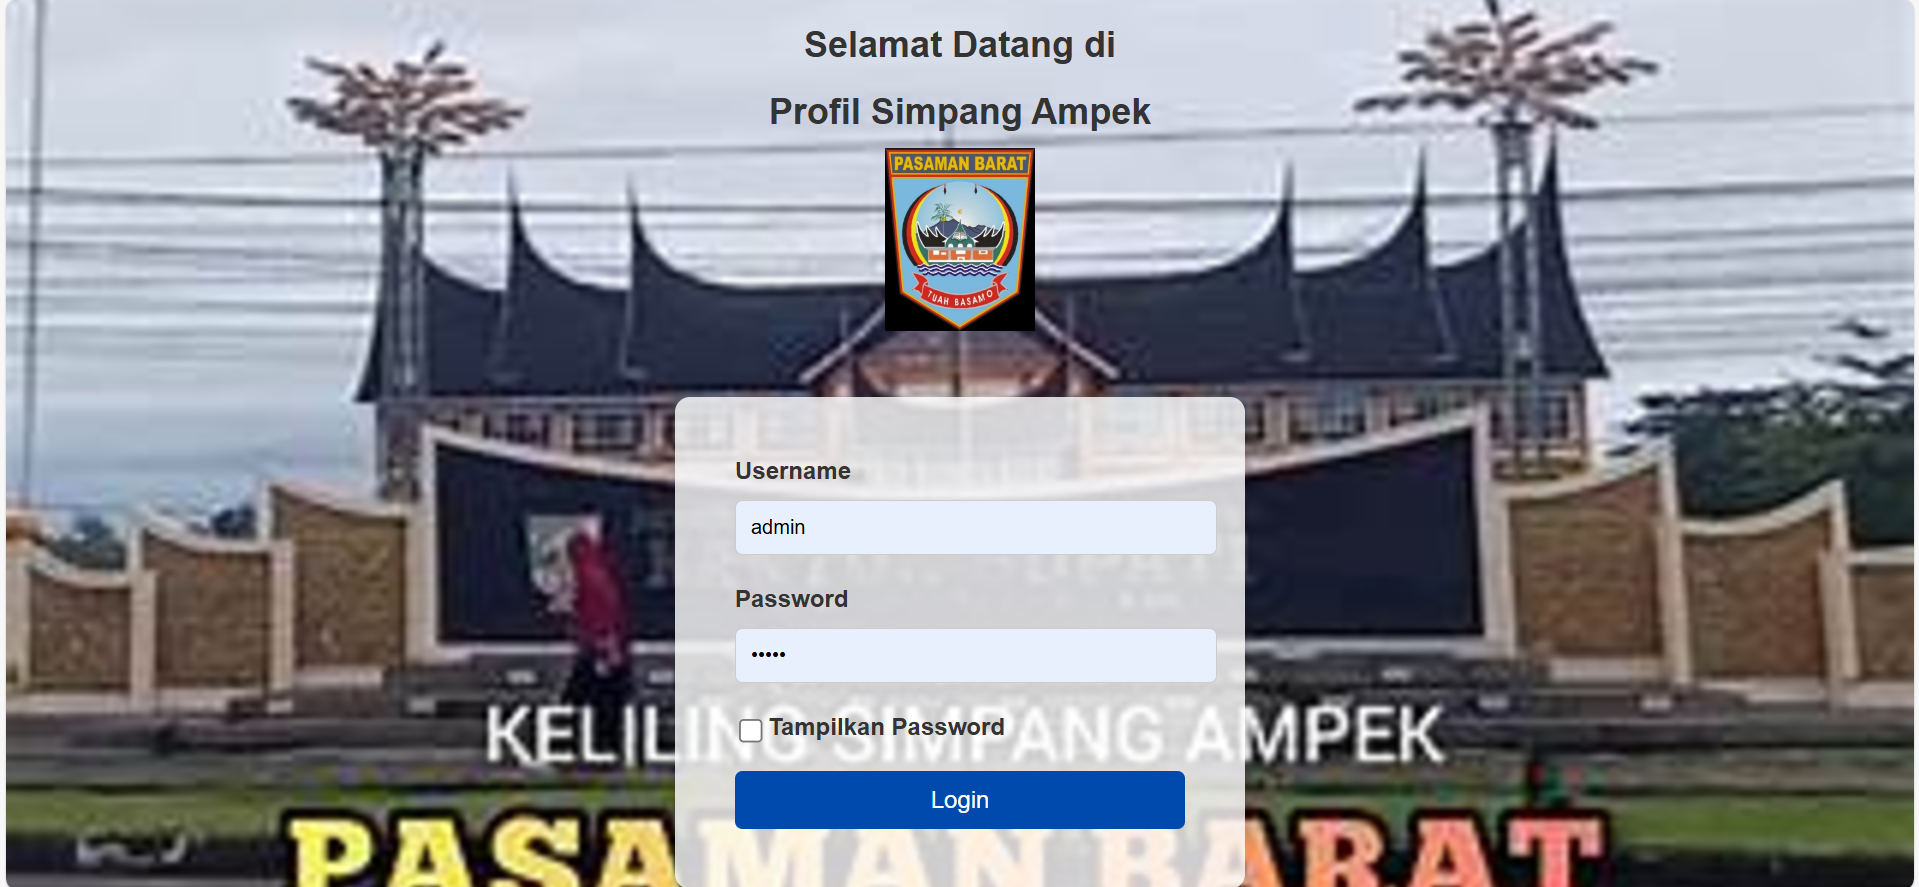 Selamat Datang di
Profil Simpang Ampek
PASAMAN BARAT
TUAH BASAMO
Username
admin
Password
•••••
Tampilkan Password
KELILING SIMPANG AMPEK
Login
PASAMAN BARAT